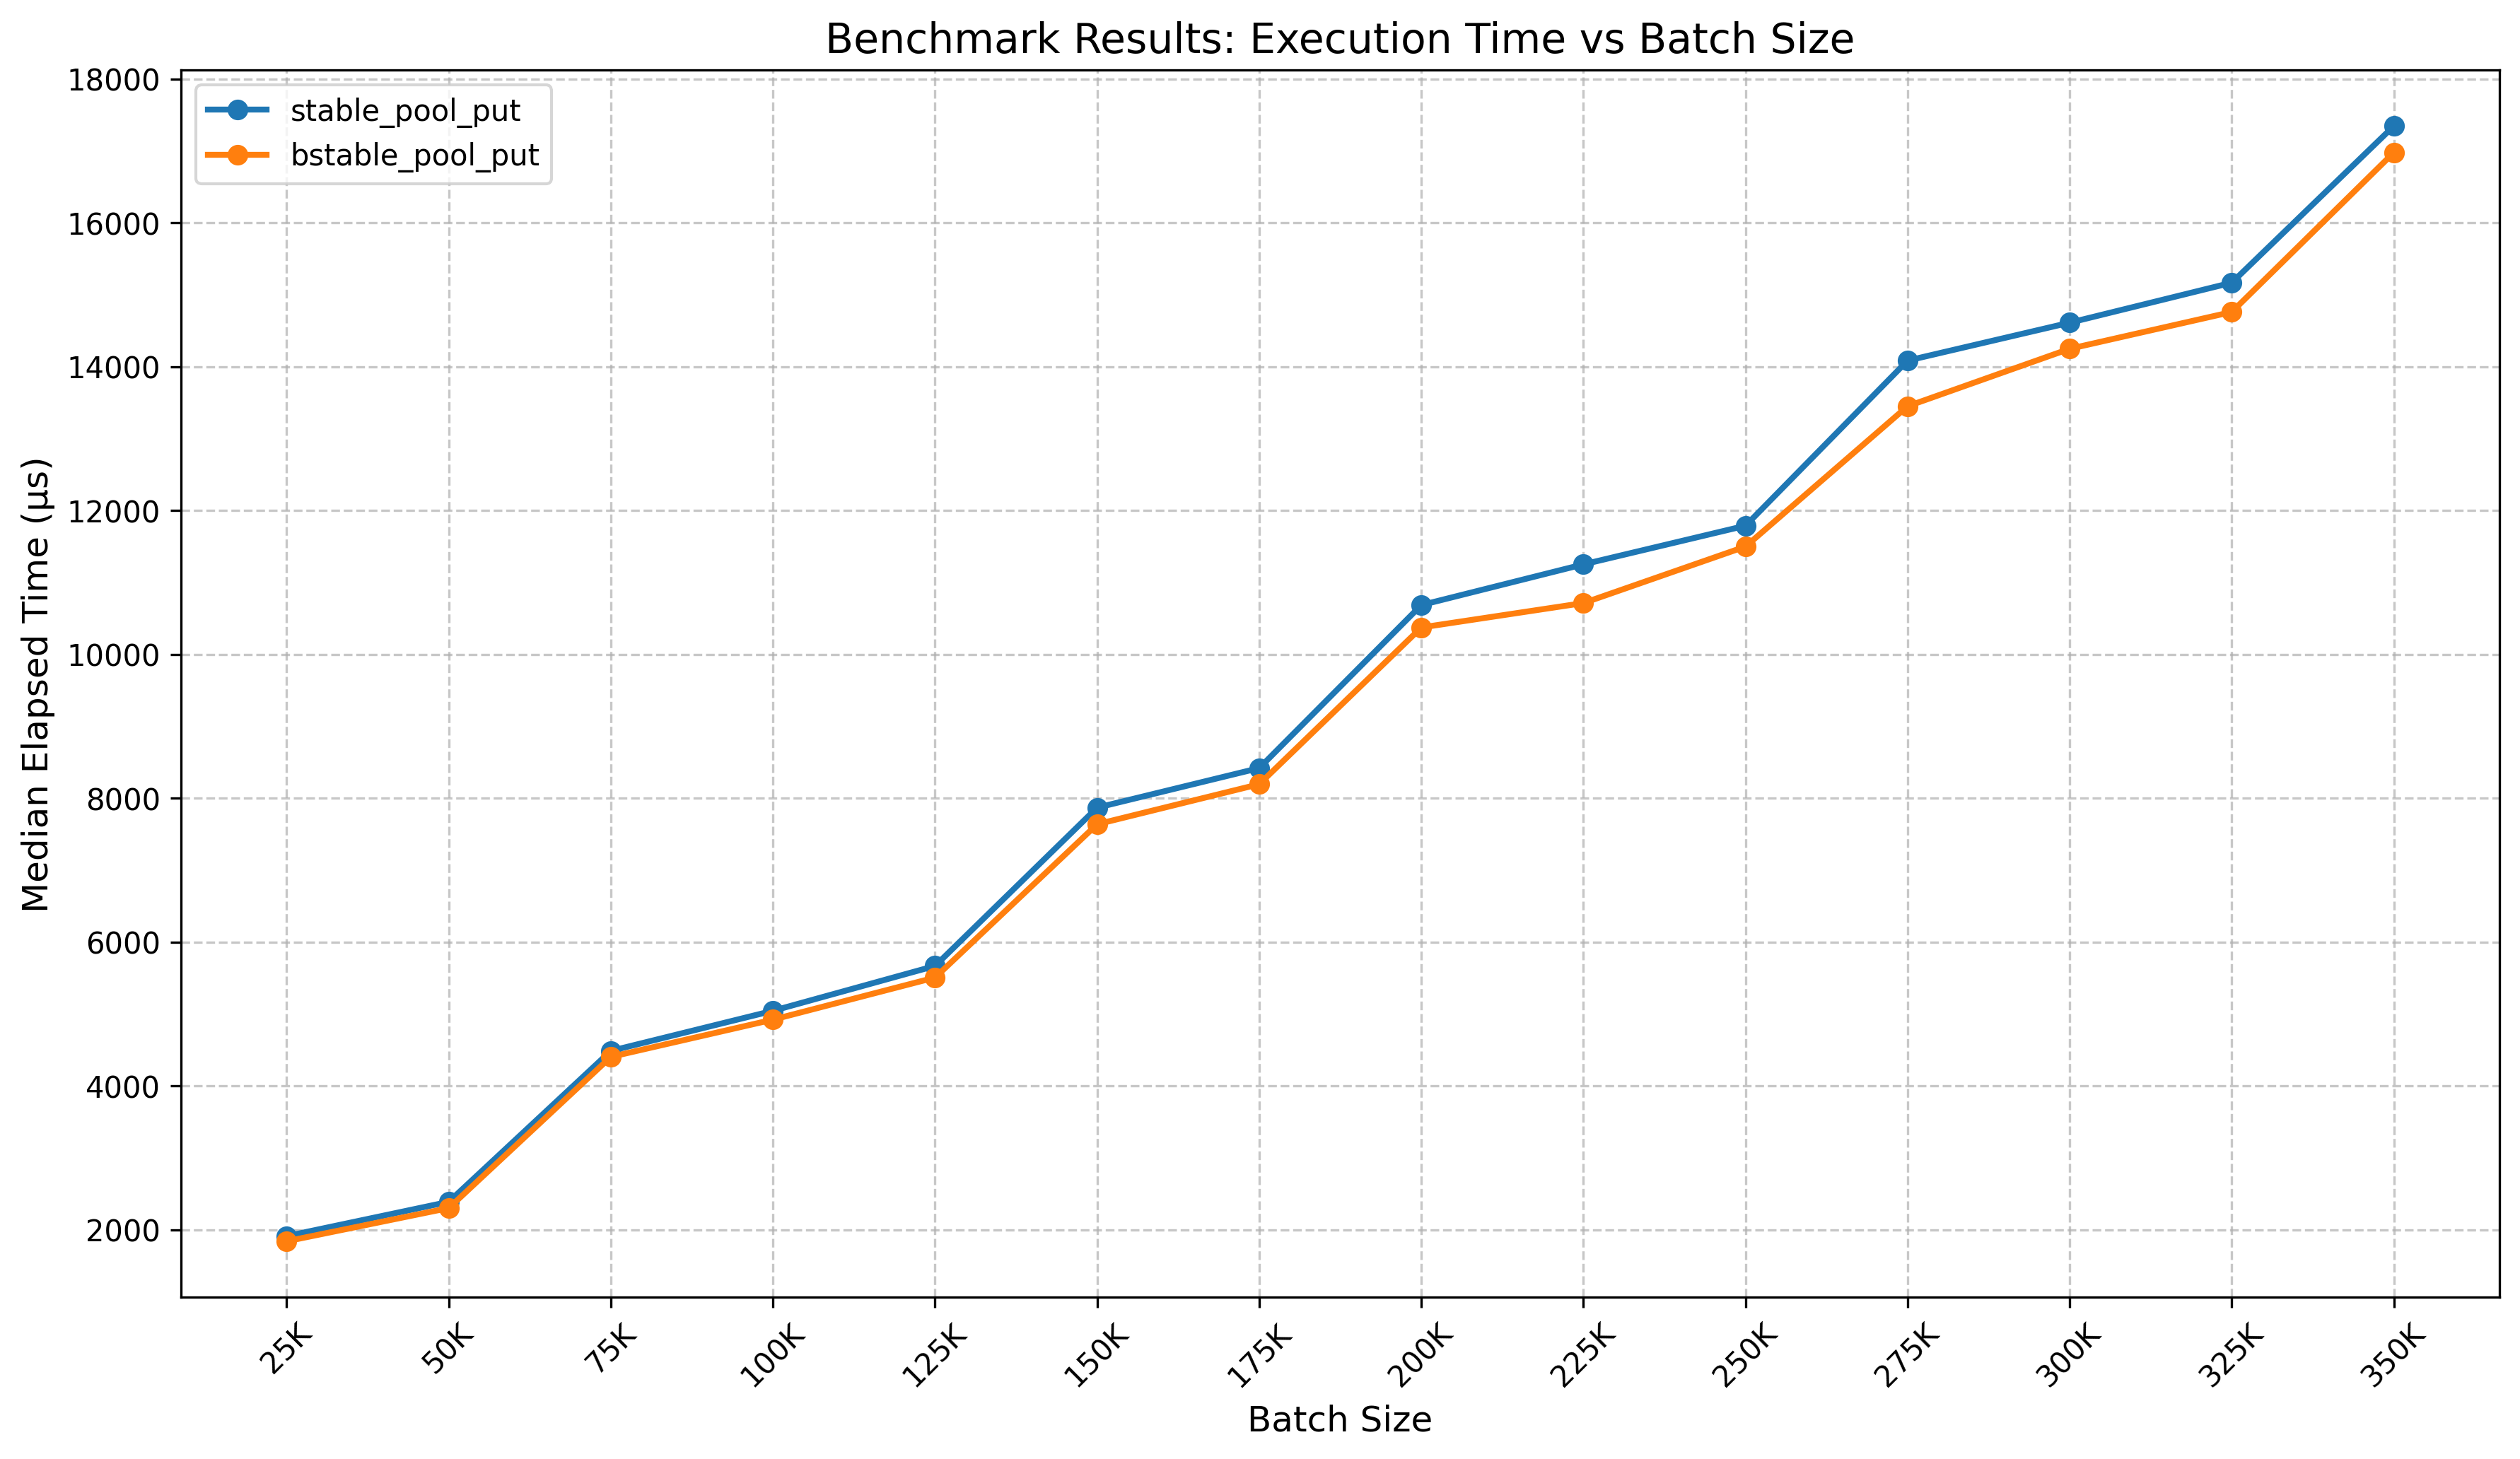 Benchmark Results: Execution Time vs Batch Size
18000
16000
14000
12000
10000
8000
6000
4000
2000
Median Elapsed Time (µs)
stable_pool_put
bstable_pool_put
25K
50K
75K
100K
125K
150K
175K
200K
225K
250K
275K
300K
325K
350K
Batch Size